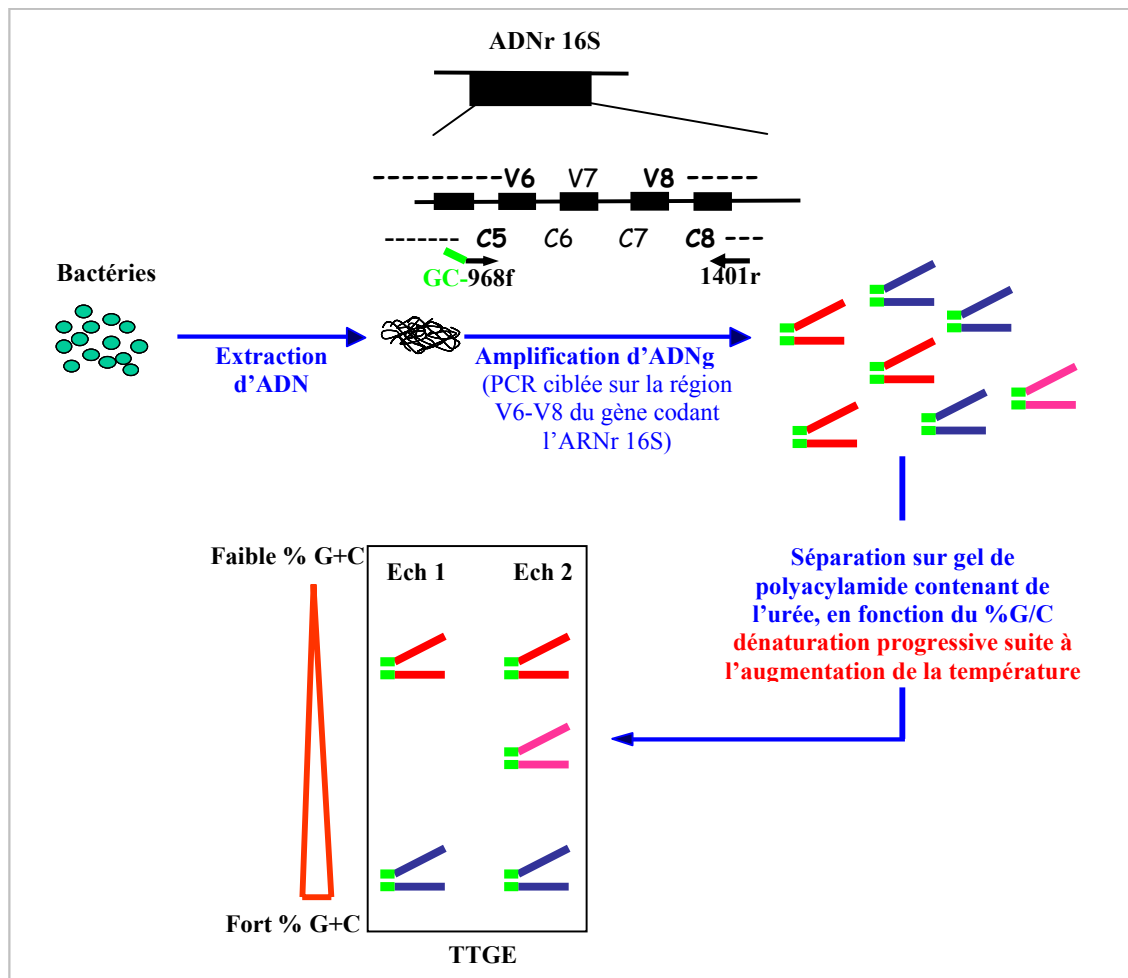 ADNr 16S
V6 V7 V8
C5 C6 C7 C8
GC-968f 1401r
Bactéries
Extraction
d'ADN
Amplification d'ADNg
(PCR ciblée sur la région
V6-V8 du gène codant
l'ARNr 16S)
Séparation sur gel de
polyacylamide contenant de
l'urée, en fonction du %G/C
dénaturation progressive suite à
l'augmentation de la température
Faible % G+C
Ech 1 Ech 2
Fort % G+C
TTGE